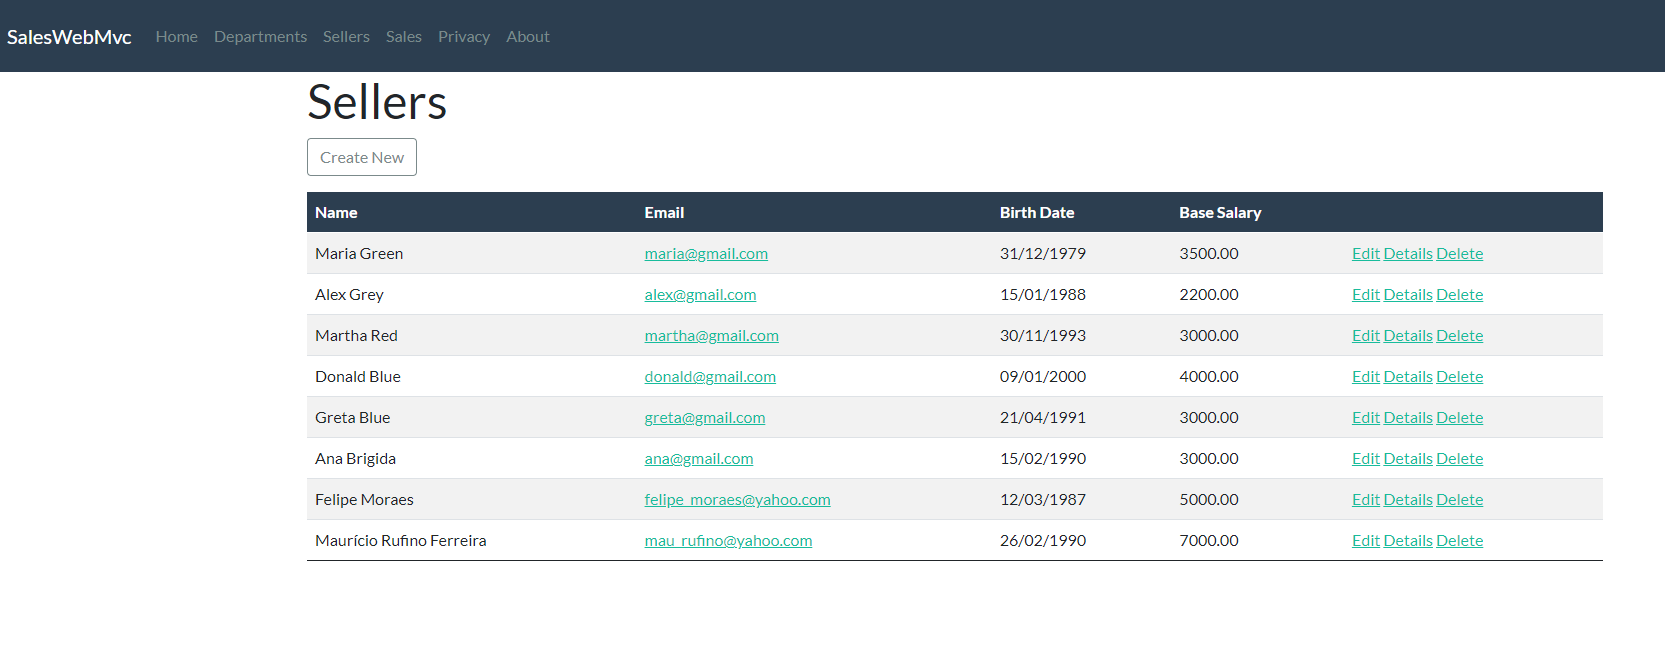 SalesWebMvc Home Departments Sellers Sales Privacy About
Sellers
Create New
Name Email Birth Date Base Salary
Maria Green maria@gmail.com 31/12/1979 3500.00 Edit Details Delete
Alex Grey alex@gmail.com 15/01/1988 2200.00 Edit Details Delete
Martha Red martha@gmail.com 30/11/1993 3000.00 Edit Details Delete
Donald Blue donald@gmail.com 09/01/2000 4000.00 Edit Details Delete
Greta Blue greta@gmail.com 21/04/1991 3000.00 Edit Details Delete
Ana Brigida ana@gmail.com 15/02/1990 3000.00 Edit Details Delete
Felipe Moraes felipe_moraes@yahoo.com 12/03/1987 5000.00 Edit Details Delete
Maurício Rufino Ferreira mau_rufino@yahoo.com 26/02/1990 7000.00 Edit Details Delete